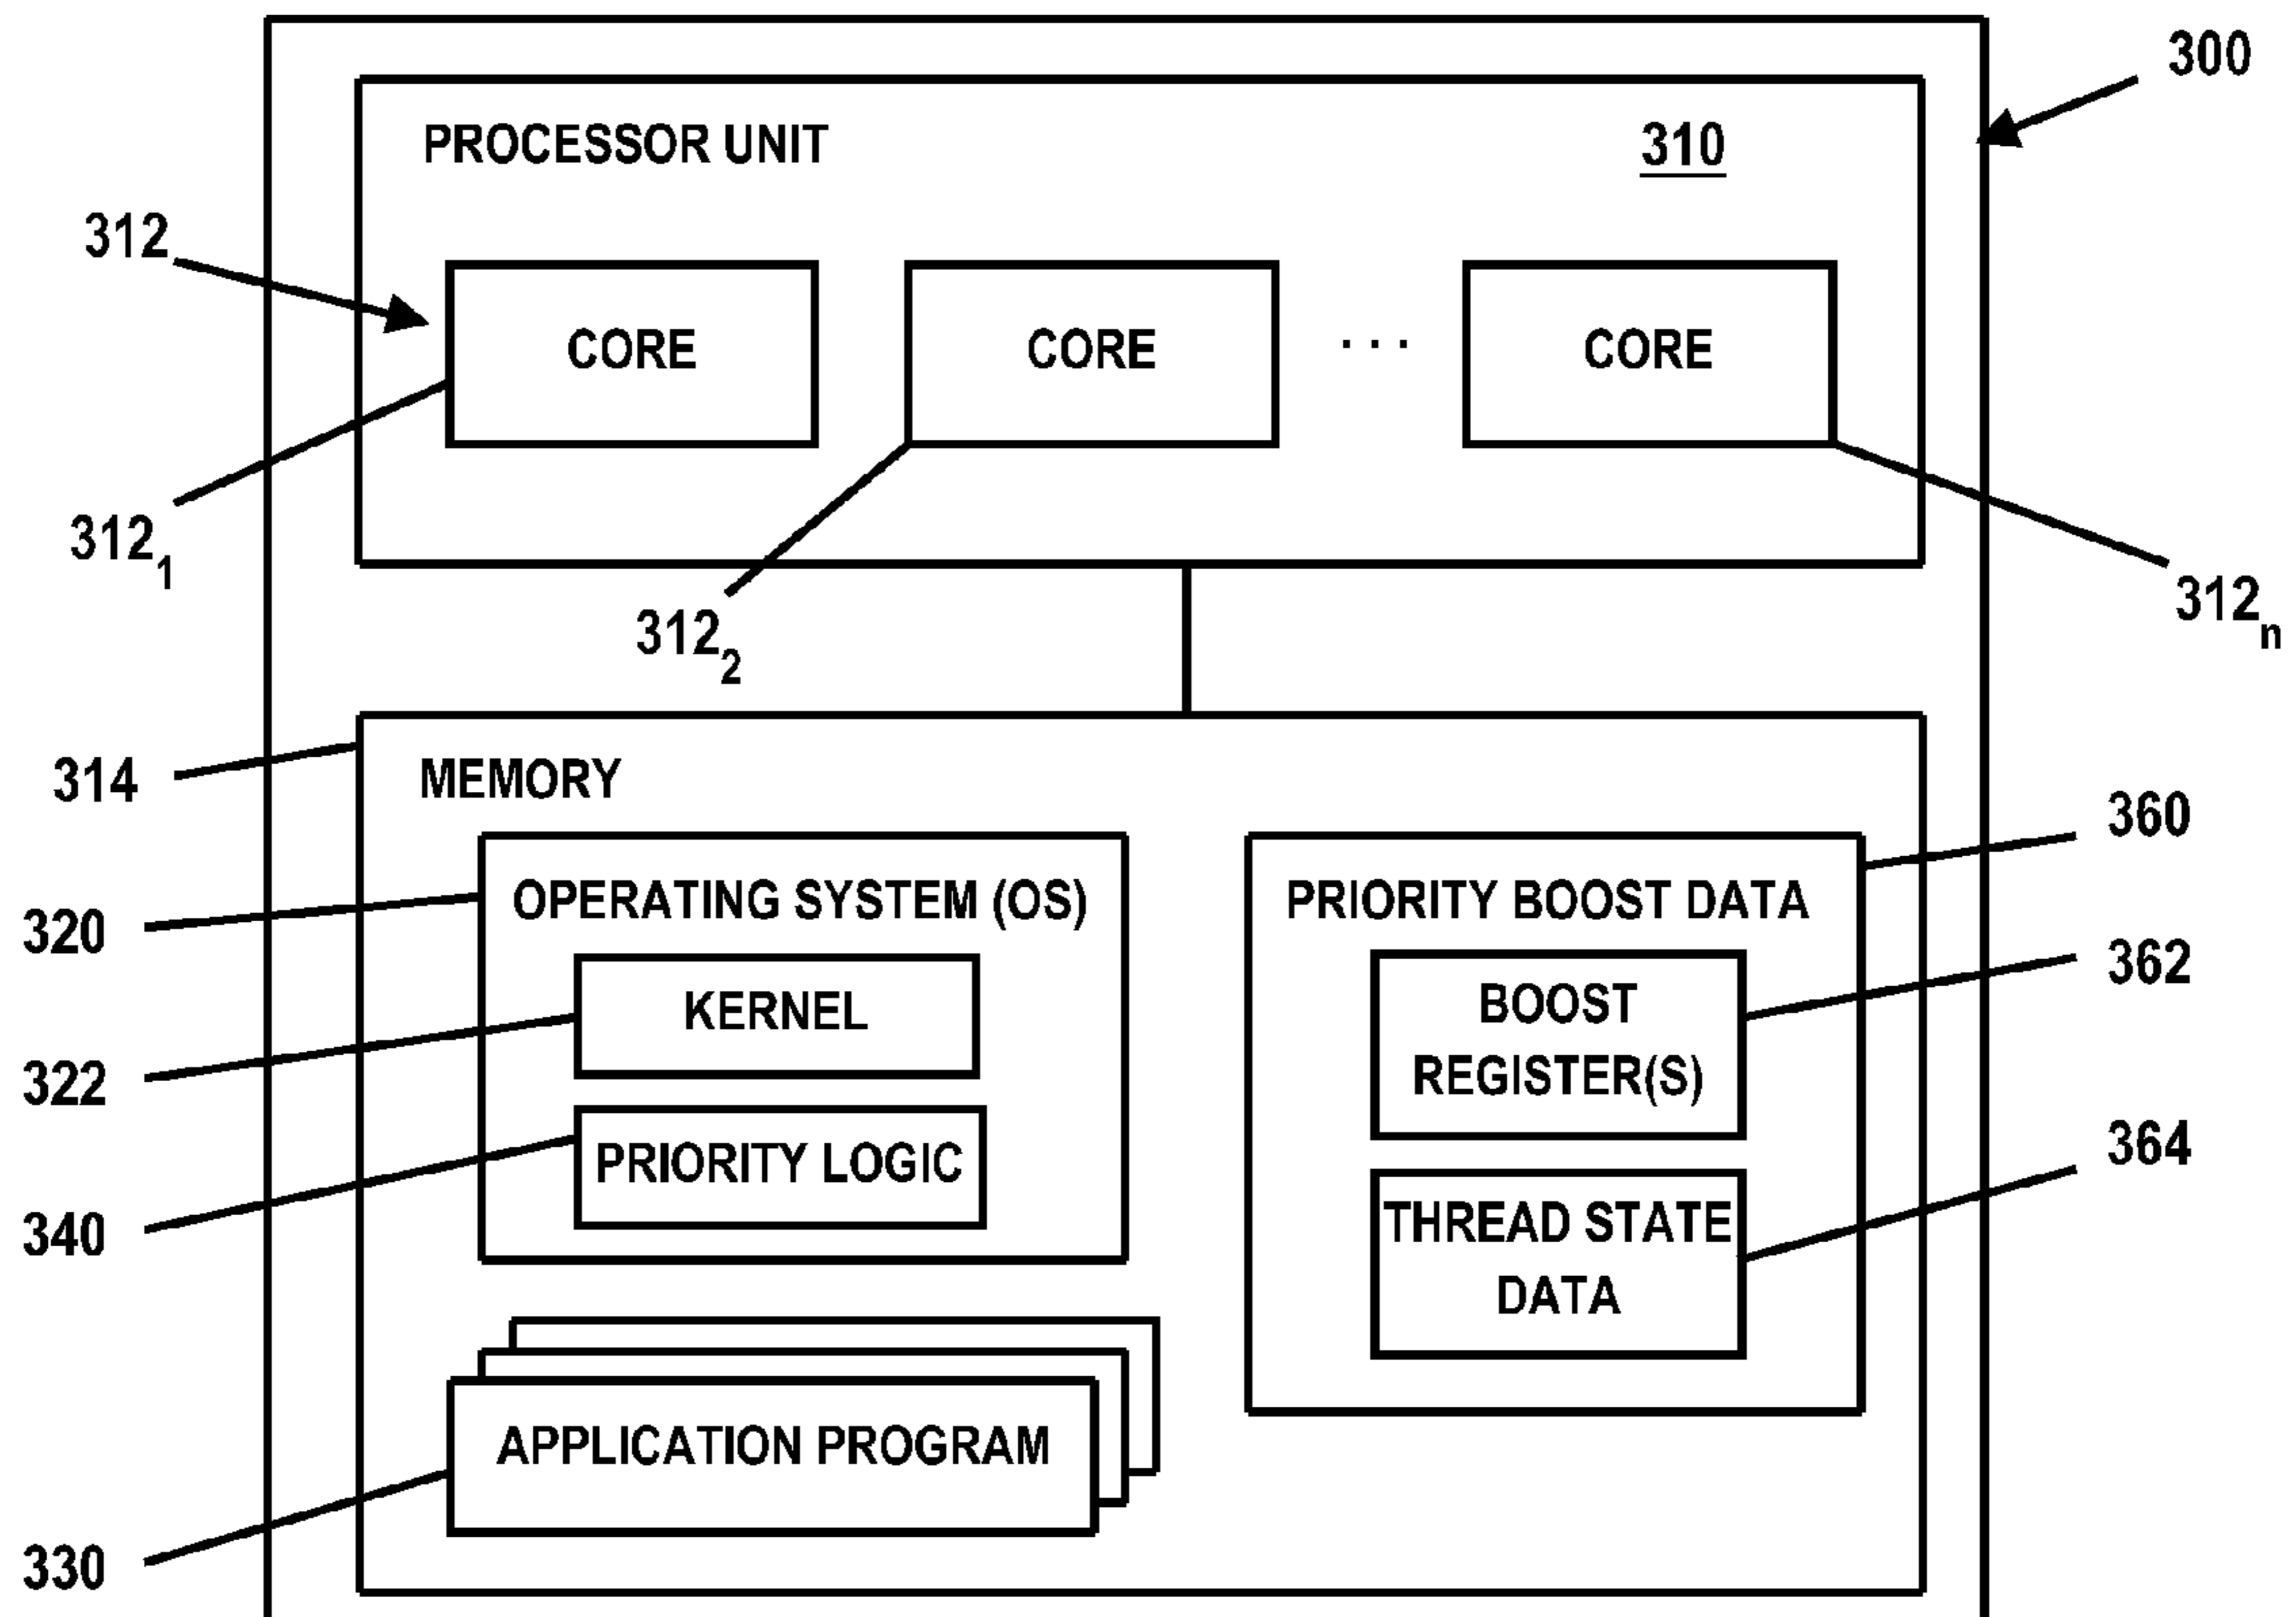 300
PROCESSOR UNIT
310
312
CORE
CORE
...
CORE
312₁
312₂
312ₙ
314
MEMORY
360
320
OPERATING SYSTEM (OS)
PRIORITY BOOST DATA
362
KERNEL
BOOST
REGISTER(S)
322
364
PRIORITY LOGIC
THREAD STATE
DATA
340
APPLICATION PROGRAM
330